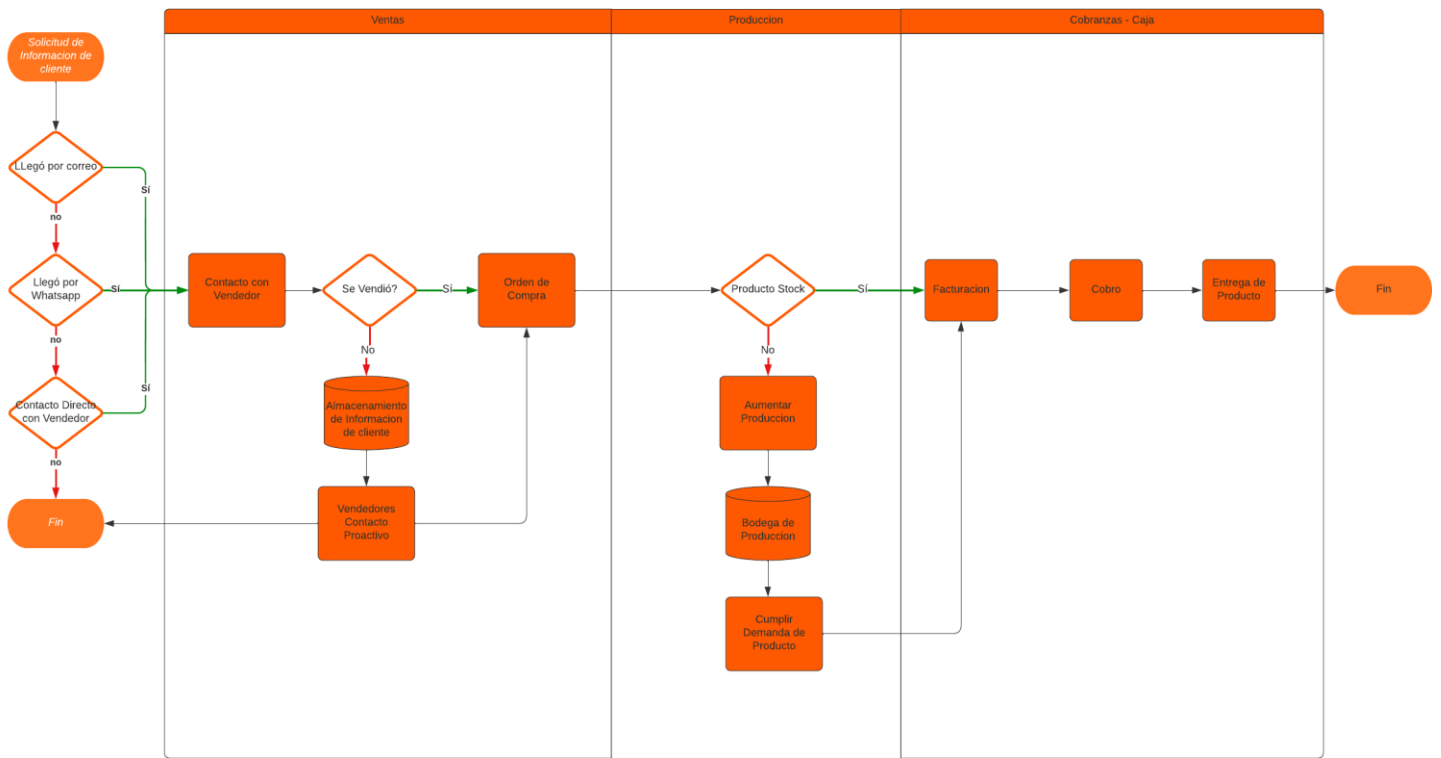 Ventas
Produccion
Cobranzas - Caja
Solicitud de
Informacion de
cliente
LLegó por correo
Sí
no
Llegó por
Whatsapp
Sí
no
Contacto Directo
con Vendedor
Sí
no
Fin
Contacto con
Vendedor
Se Vendió?
Sí
No
Almacenamiento
de Informacion
de cliente
Vendedores
Contacto
Proactivo
Orden de
Compra
Producto Stock
Sí
No
Aumentar
Produccion
Bodega de
Produccion
Cumplir
Demanda de
Producto
Facturacion
Cobro
Entrega de
Producto
Fin